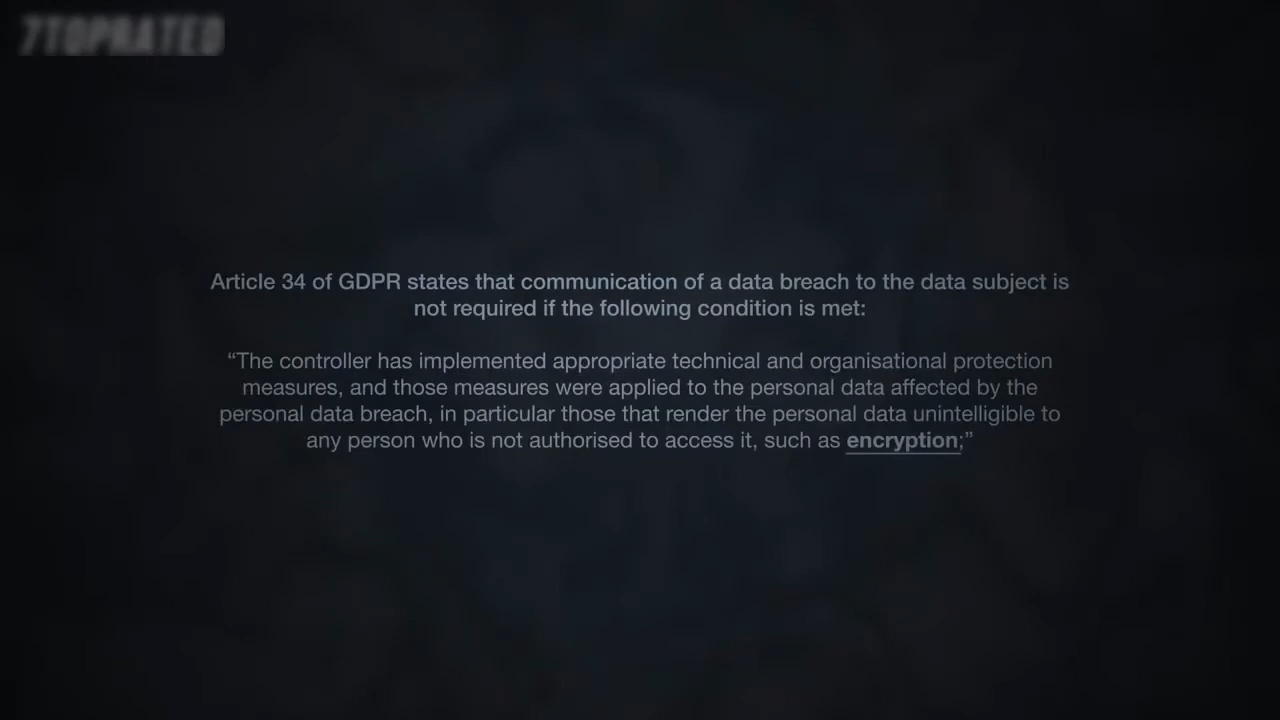 7TOPRATED
Article 34 of GDPR states that communication of a data breach to the data subject is
not required if the following condition is met:
“The controller has implemented appropriate technical and organisational protection
measures, and those measures were applied to the personal data affected by the
personal data breach, in particular those that render the personal data unintelligible to
any person who is not authorised to access it, such as encryption;”